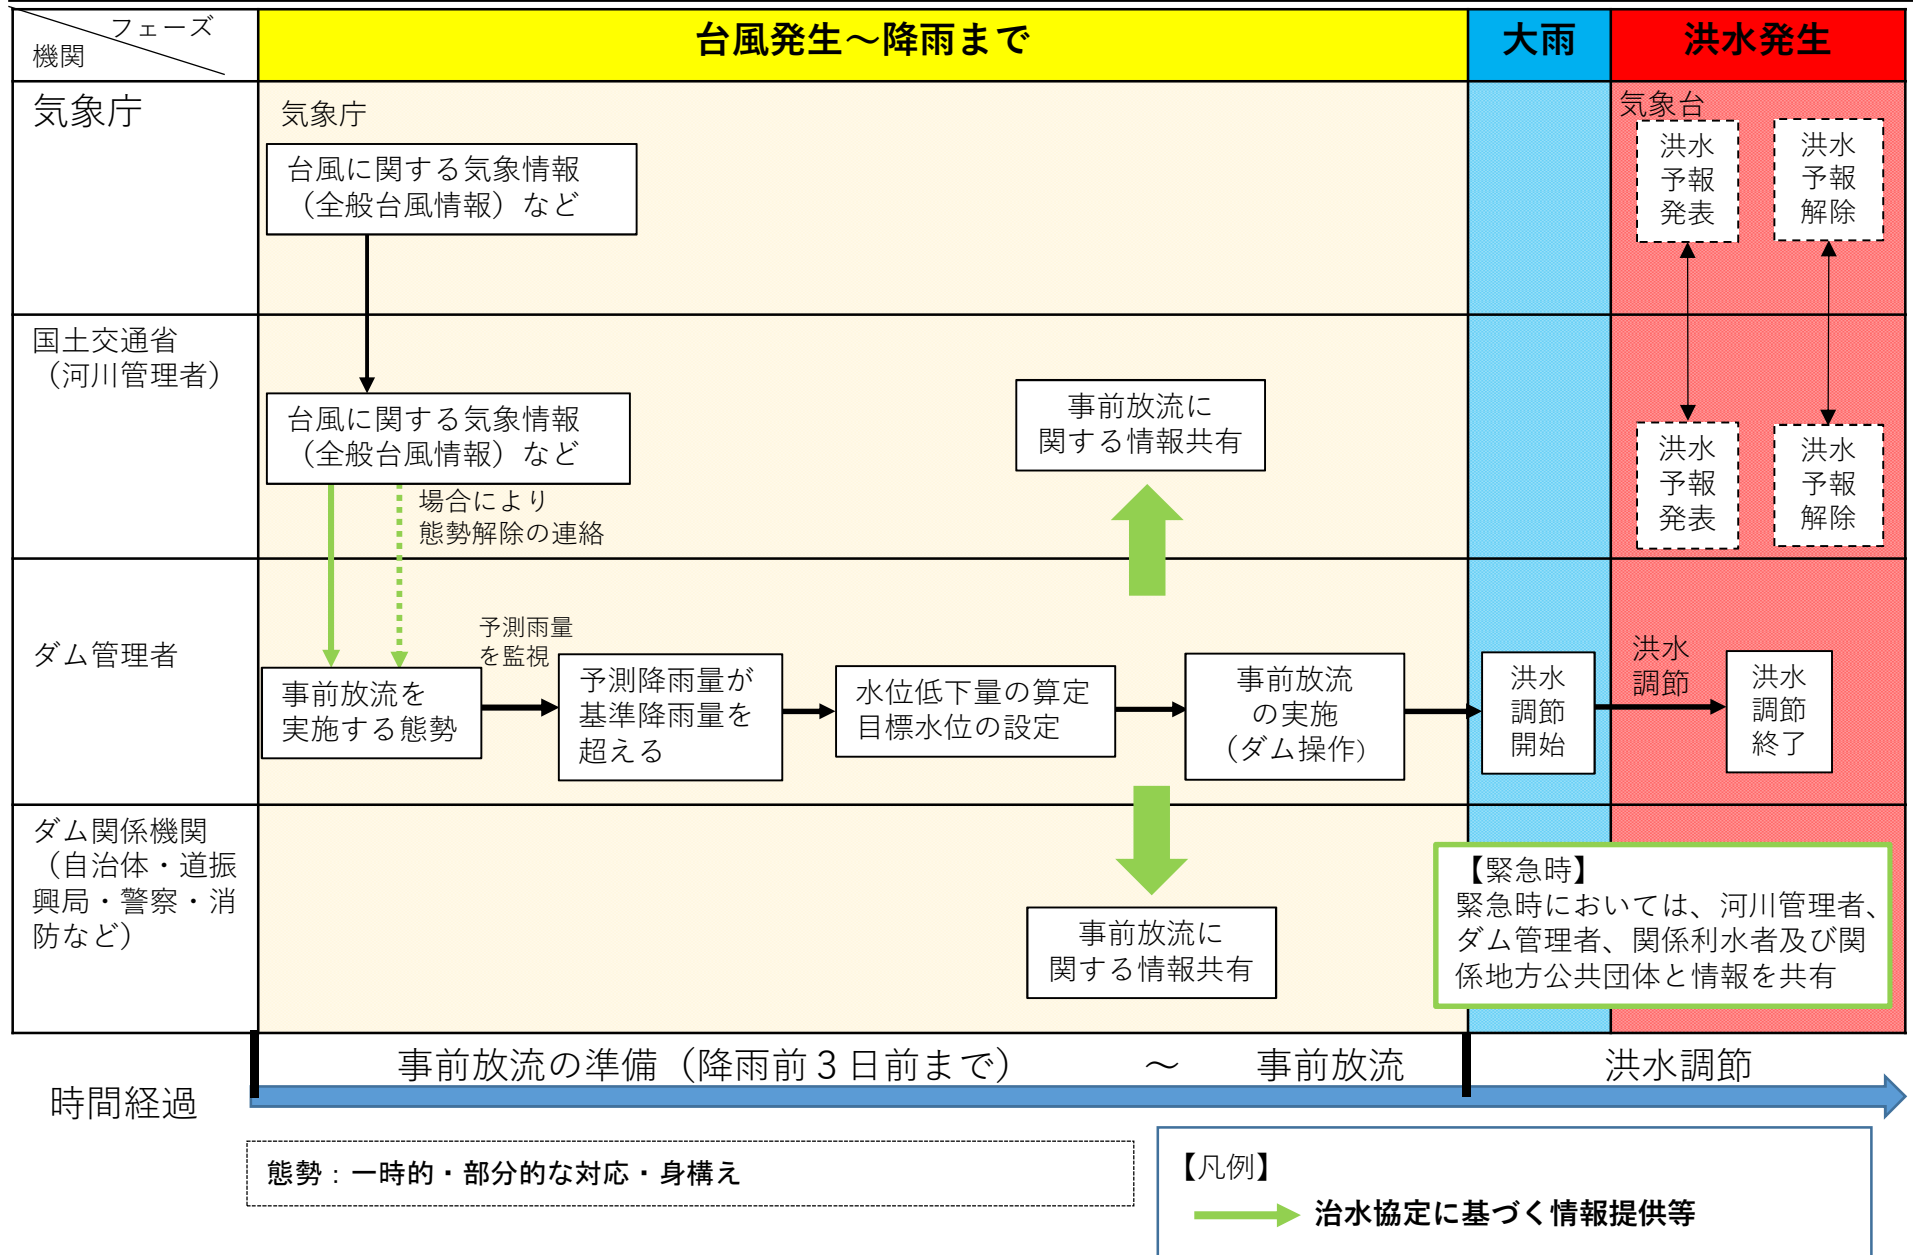 フェーズ
機関
台風発生～降雨まで
大雨
洪水発生
気象庁
気象庁
台風に関する気象情報
（全般台風情報）など
気象台
洪水
予報
発表
洪水
予報
解除
国土交通省
（河川管理者）
台風に関する気象情報
（全般台風情報）など
場合により
態勢解除の連絡
事前放流に
関する情報共有
洪水
予報
発表
洪水
予報
解除
ダム管理者
事前放流を
実施する態勢
予測雨量
を監視
予測降雨量が
基準降雨量を
超える
水位低下量の算定
目標水位の設定
事前放流
の実施
（ダム操作）
洪水
調節
開始
洪水
調節
洪水
調節
終了
ダム関係機関
（自治体・道振
興局・警察・消
防など）
事前放流に
関する情報共有
【緊急時】
緊急時においては、河川管理者、
ダム管理者、関係利水者及び関
係地方公共団体と情報を共有
事前放流の準備（降雨前３日前まで）　～　事前放流
洪水調節
時間経過
態勢：一時的・部分的な対応・身構え
【凡例】
治水協定に基づく情報提供等